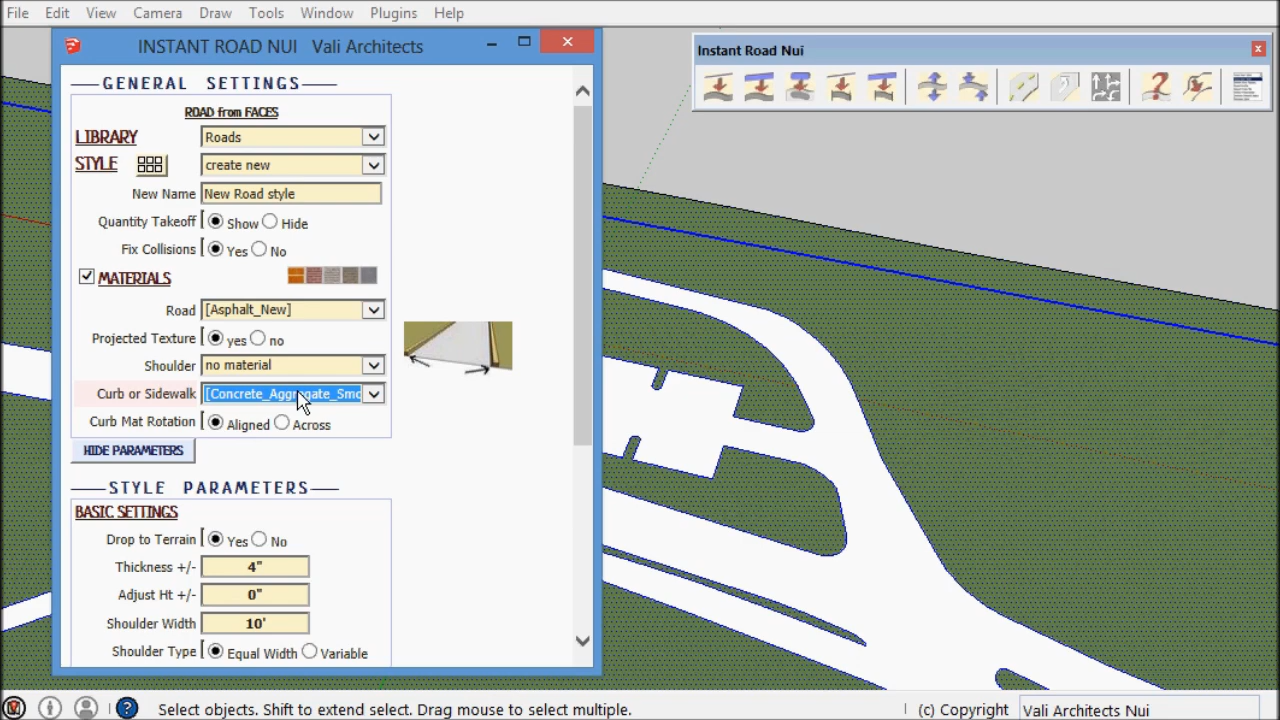 File Edit View Camera Draw Tools Window Plugins Help
INSTANT ROAD NUI Vali Architects
Instant Road Nui
GENERAL SETTINGS
ROAD from FACES
LIBRARY Roads
STYLE create new
New Name New Road style
Quantity Takeoff Show Hide
Fix Collisions Yes No
MATERIALS
Road [Asphalt_New]
Projected Texture yes no
Shoulder no material
Curb or Sidewalk [Concrete_Aggregate_Smo
Curb Mat Rotation Aligned Across
HIDE PARAMETERS
STYLE PARAMETERS
BASIC SETTINGS
Drop to Terrain Yes No
Thickness +/- 4"
Adjust Ht +/- 0"
Shoulder Width 10'
Shoulder Type Equal Width Variable
Select objects. Shift to extend select. Drag mouse to select multiple. (c) Copyright Vali Architects Nui